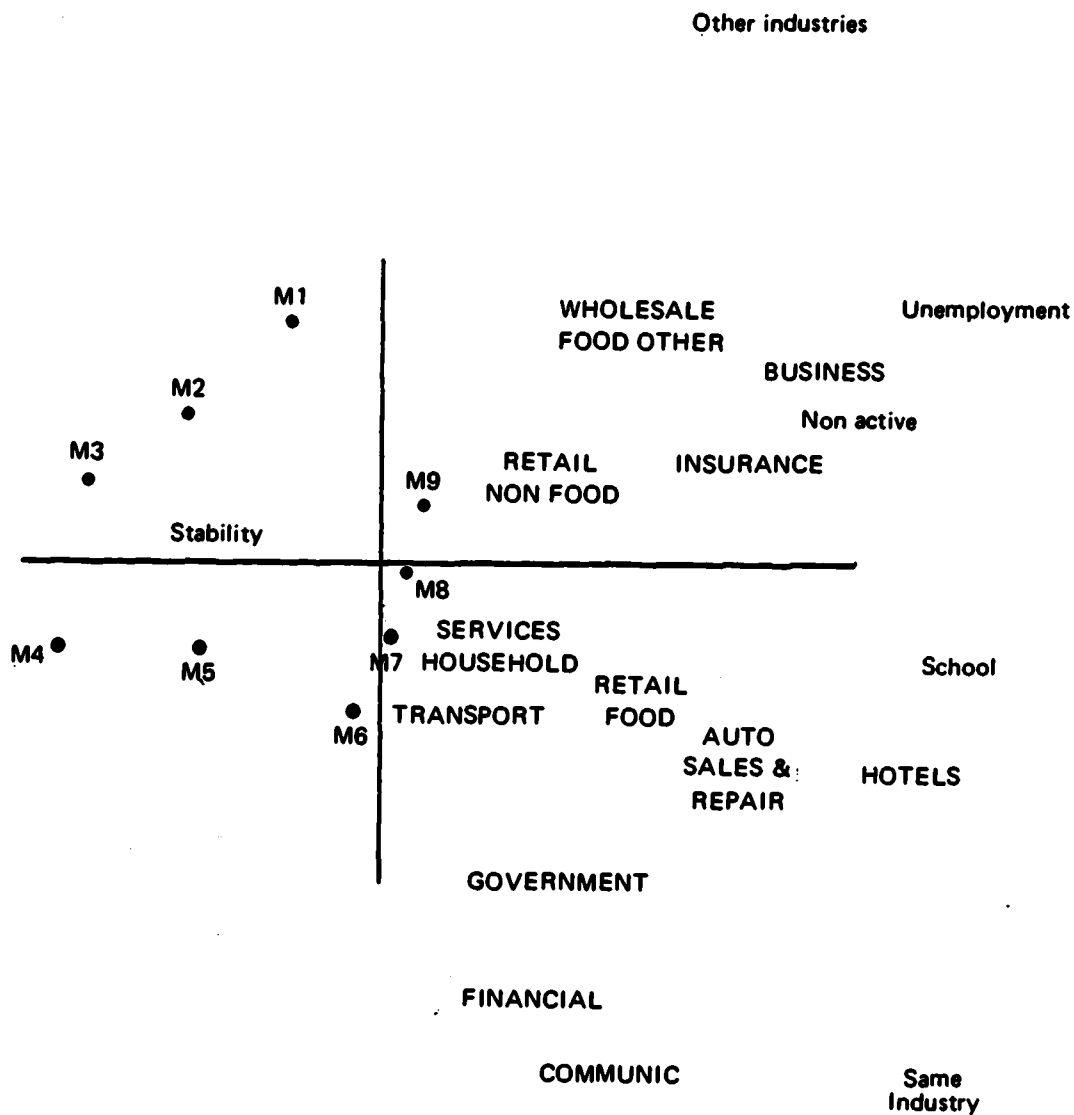 Other industries
M1
WHOLESALE
FOOD OTHER
Unemployment
BUSINESS
M2
Non active
M3
RETAIL
NON FOOD
INSURANCE
M9
Stability
M8
SERVICES
HOUSEHOLD
M4
M5
M7
School
RETAIL
FOOD
TRANSPORT
M6
AUTO
SALES &
REPAIR
HOTELS
GOVERNMENT
FINANCIAL
COMMUNIC
Same
Industry